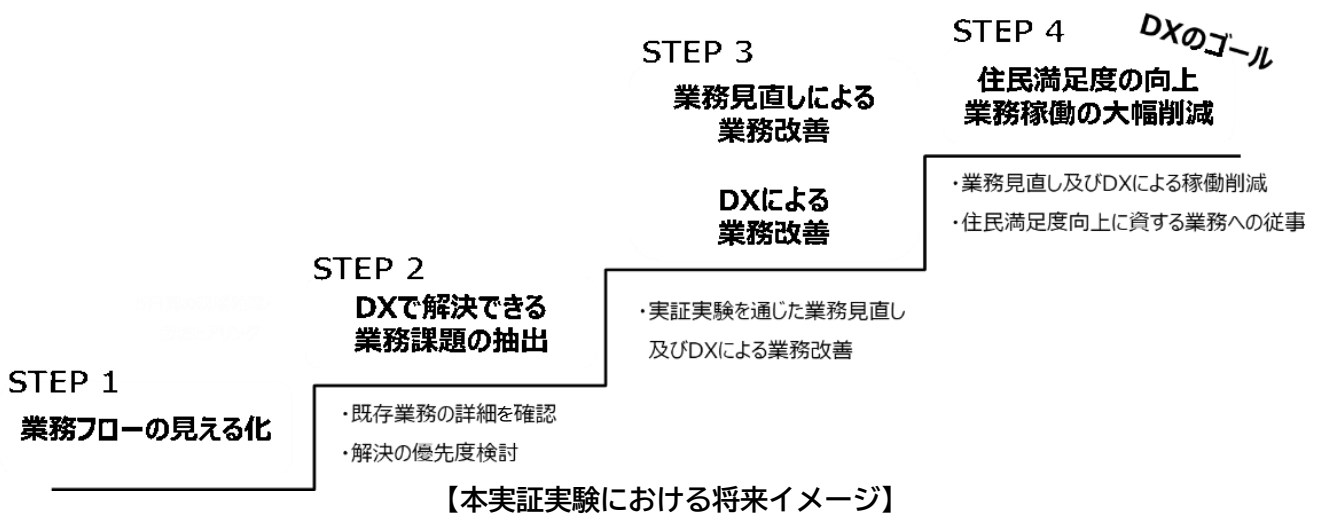 STEP 1
業務フローの見える化
STEP 2
DXで解決できる
業務課題の抽出
・既存業務の詳細を確認
・解決の優先度検討
STEP 3
業務見直しによる
業務改善
DXによる
業務改善
・実証実験を通じた業務見直し
及びDXによる業務改善
STEP 4
DXのゴール
住民満足度の向上
業務稼働の大幅削減
・業務見直し及びDXによる稼働削減
・住民満足度向上に資する業務への従事
【本実証実験における将来イメージ】